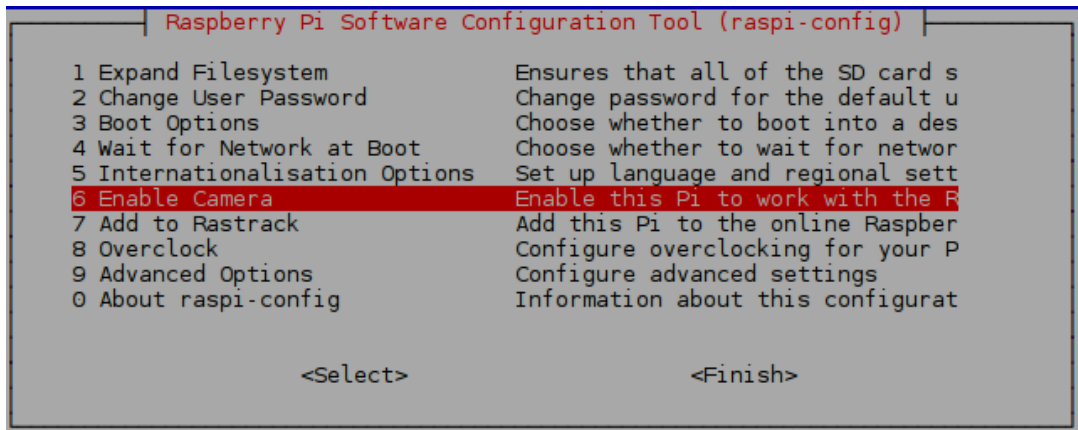 Raspberry Pi Software Configuration Tool (raspi-config)
1 Expand Filesystem Ensures that all of the SD card s
2 Change User Password Change password for the default u
3 Boot Options Choose whether to boot into a des
4 Wait for Network at Boot Choose whether to wait for networ
5 Internationalisation Options Set up language and regional sett
6 Enable Camera Enable this Pi to work with the R
7 Add to Rastrack Add this Pi to the online Raspber
8 Overclock Configure overclocking for your P
9 Advanced Options Configure advanced settings
0 About raspi-config Information about this configurat
<Select> <Finish>